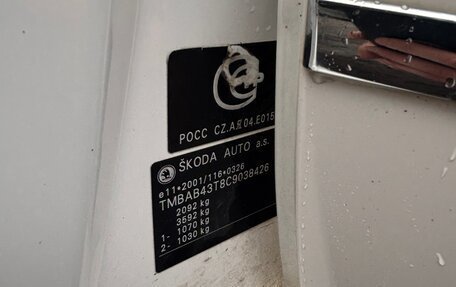 РОСС CZ.АЯ04.Е015
ŠKODA AUTO a.s.
e11*2001/116*0326
TMBAB43T8C9038426
2092 kg
3592 kg
1- 1070 kg
2- 1030 kg